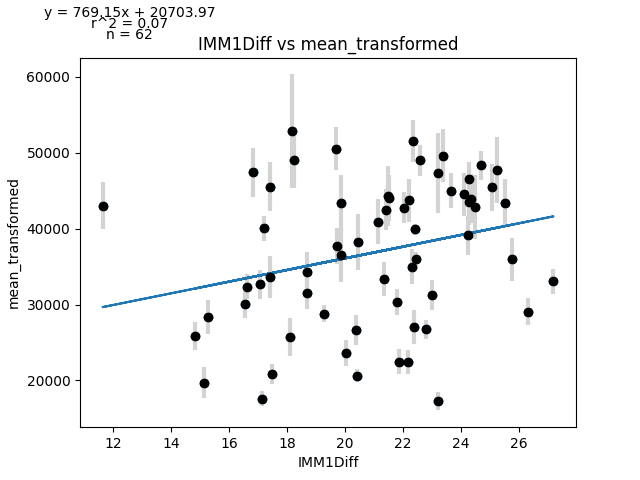 y = 769.15x + 20703.97
r^2 = 0.07
n = 62
IMM1Diff vs mean_transformed
60000
50000
40000
30000
20000
mean_transformed
12 14 16 18 20 22 24 26
IMM1Diff